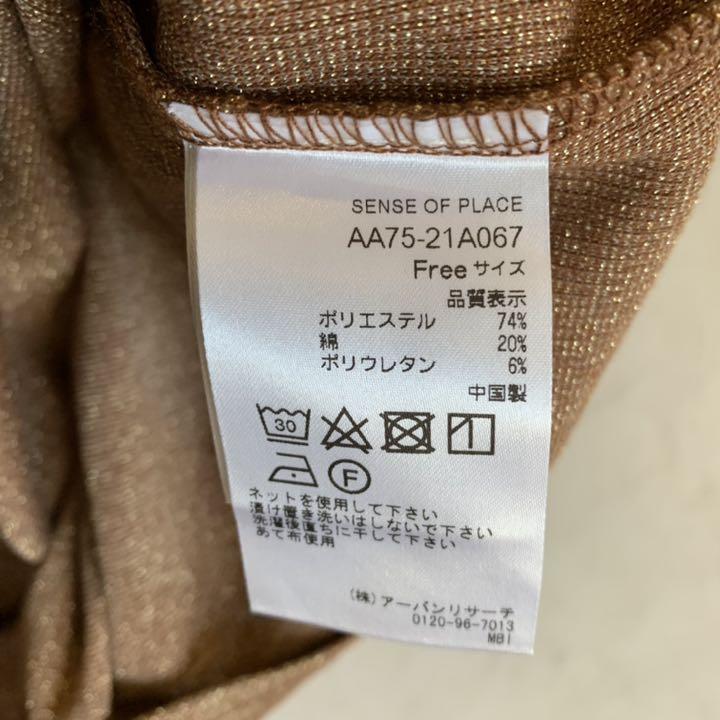 SENSE OF PLACE
AA75-21A067
Free サイズ
品質表示
ポリエステル 74%
綿 20%
ポリウレタン 6%
中国製
30
F
ネットを使用して下さい
漬け置き洗いはしないで下さい
洗濯後直ちに干して下さい
あて布使用
(株)アーバンリサーチ
0120-96-7013
MBI